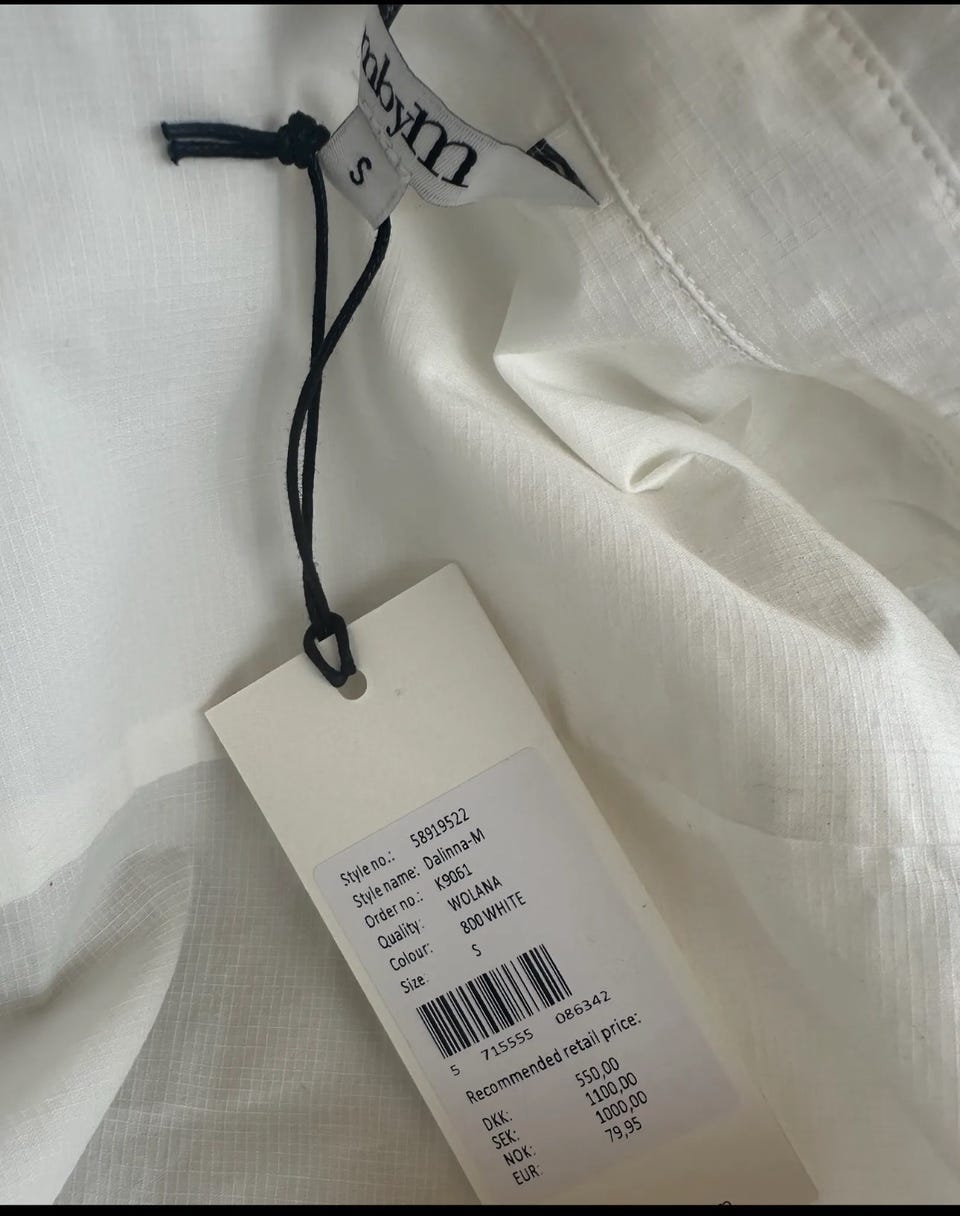 mbyM
S
Style no.: 58919522
Style name: Dalinna-M
Order no.: K9061
Quality: WOLANA
Colour: 800 WHITE
Size: S
5 715555 086342
Recommended retail price:
DKK: 550,00
SEK: 1100,00
NOK: 1000,00
EUR: 79,95